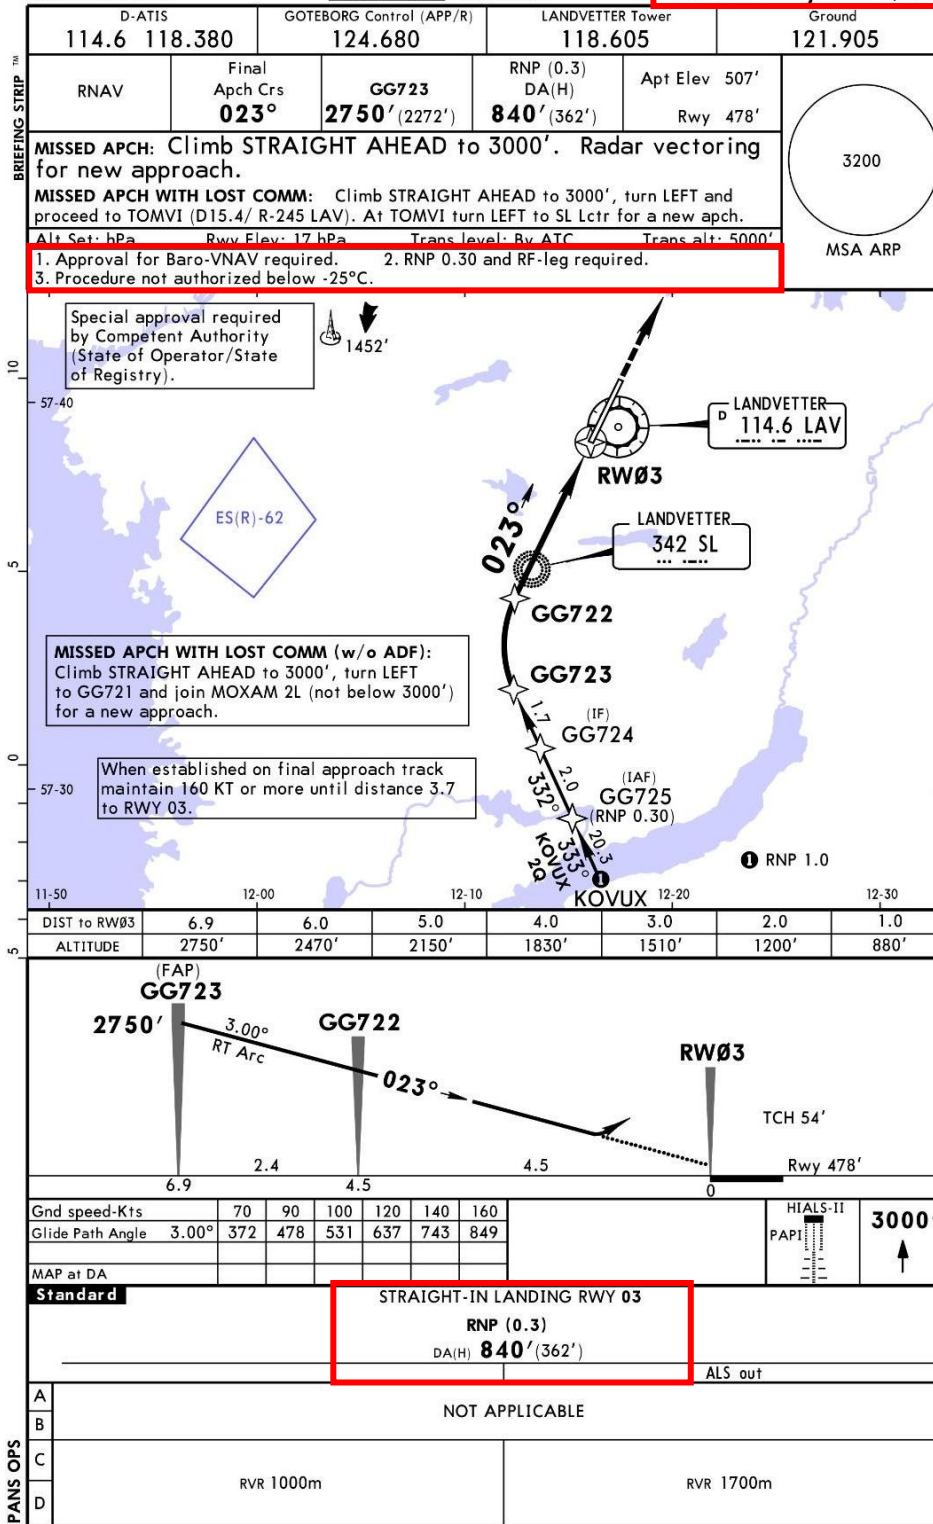 D-ATIS
114.6 118.380
GOTEBORG Control (APP/R)
124.680
LANDVETTER Tower
118.605
Ground
121.905
BRIEFING STRIP ™
RNAV
Final
Apch Crs
023°
GG723
2750'(2272')
RNP (0.3)
DA(H)
840'(362')
Apt Elev 507'
Rwy 478'
MISSED APCH: Climb STRAIGHT AHEAD to 3000'. Radar vectoring
for new approach.
MISSED APCH WITH LOST COMM: Climb STRAIGHT AHEAD to 3000', turn LEFT and
proceed to TOMVI (D15.4/ R-245 LAV). At TOMVI turn LEFT to SL Lctr for a new apch.
3200
MSA ARP
Alt Set: hPa Rwy Elev: 17 hPa Trans level: By ATC Trans alt: 5000'
1. Approval for Baro-VNAV required. 2. RNP 0.30 and RF-leg required.
3. Procedure not authorized below -25°C.
Special approval required
by Competent Authority
(State of Operator/State
of Registry).
1452'
10
57-40
LANDVETTER
D 114.6 LAV
RWØ3
ES(R)-62
023°
LANDVETTER
342 SL
5
GG722
MISSED APCH WITH LOST COMM (w/o ADF):
Climb STRAIGHT AHEAD to 3000', turn LEFT
to GG721 and join MOXAM 2L (not below 3000')
for a new approach.
GG723
1.7
(IF)
GG724
0
57-30
When established on final approach track
maintain 160 KT or more until distance 3.7
to RWY 03.
2.0
332°
(IAF)
GG725
(RNP 0.30)
20.3
333°
KOVUX
2Q
1 RNP 1.0
1
KOVUX
11-50 12-00 12-10 12-20 12-30
DIST to RWØ3 6.9 6.0 5.0 4.0 3.0 2.0 1.0
ALTITUDE 2750' 2470' 2150' 1830' 1510' 1200' 880'
5
(FAP)
GG723
2750'
3.00°
RT Arc
GG722
023°
RWØ3
TCH 54'
Rwy 478'
2.4 4.5
6.9 4.5 0
Gnd speed-Kts 70 90 100 120 140 160
Glide Path Angle 3.00° 372 478 531 637 743 849
MAP at DA
HIALS-II
PAPI
3000'
Standard
STRAIGHT-IN LANDING RWY 03
RNP (0.3)
DA(H) 840'(362')
ALS out
PANS OPS
A
B
NOT APPLICABLE
C
D
RVR 1000m RVR 1700m